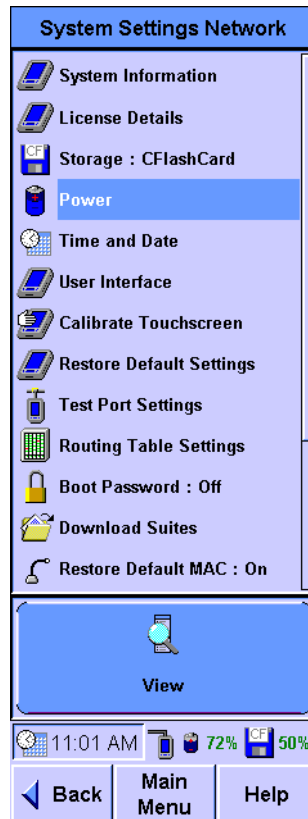 System Settings Network
System Information
License Details
CF
Storage : CFlashCard
Power
Time and Date
User Interface
Calibrate Touchscreen
Restore Default Settings
Test Port Settings
Routing Table Settings
Boot Password : Off
Download Suites
Restore Default MAC : On
View
11:01 AM 72% CF 50%
Back Main Menu Help